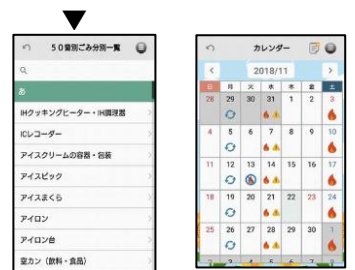 50音別ごみ分別一覧
あ
IHクッキングヒーター・IH調理器
ICレコーダー
アイスクリームの容器・包装
アイスピック
アイスまくら
アイロン
アイロン台
空カン（飲料・食品）
カレンダー
2018/11
日 月 火 水 木 金 土
28 29 30 31 1 2 3
4 5 6 7 8 9 10
11 12 13 14 15 16 17
18 19 20 21 22 23 24
25 26 27 28 29 30 1
2 3 4 5 6 7 8